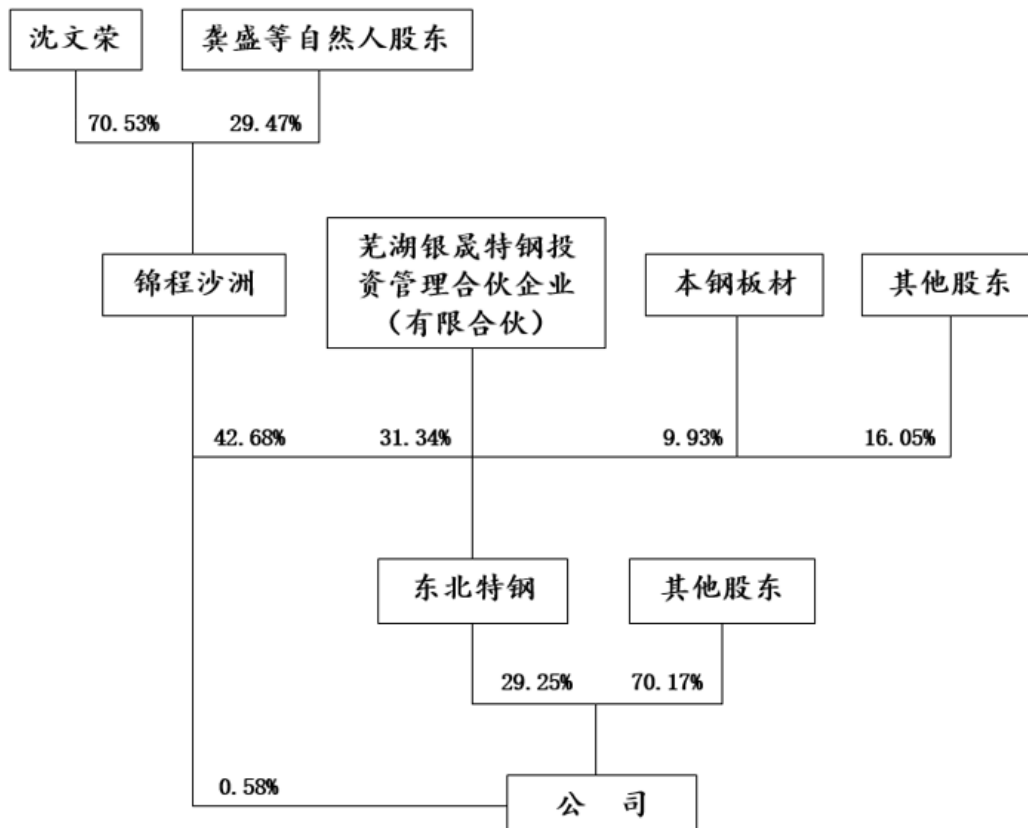 沈文荣
龚盛等自然人股东
70.53%
29.47%
锦程沙洲
芜湖银晟特钢投
资管理合伙企业
（有限合伙）
本钢板材
其他股东
42.68%
31.34%
9.93%
16.05%
东北特钢
其他股东
29.25%
70.17%
0.58%
公 司